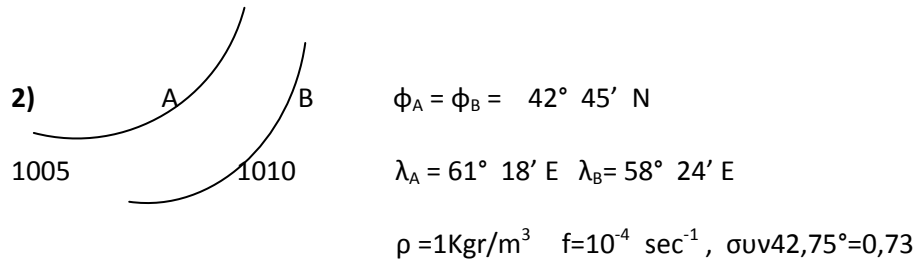 2) A B φA = φB = 42° 45′ N
1005 1010 λA = 61° 18′ E λB= 58° 24′ E
ρ =1Kgr/m³ f=10⁻⁴ sec⁻¹ , συν42,75°=0,73